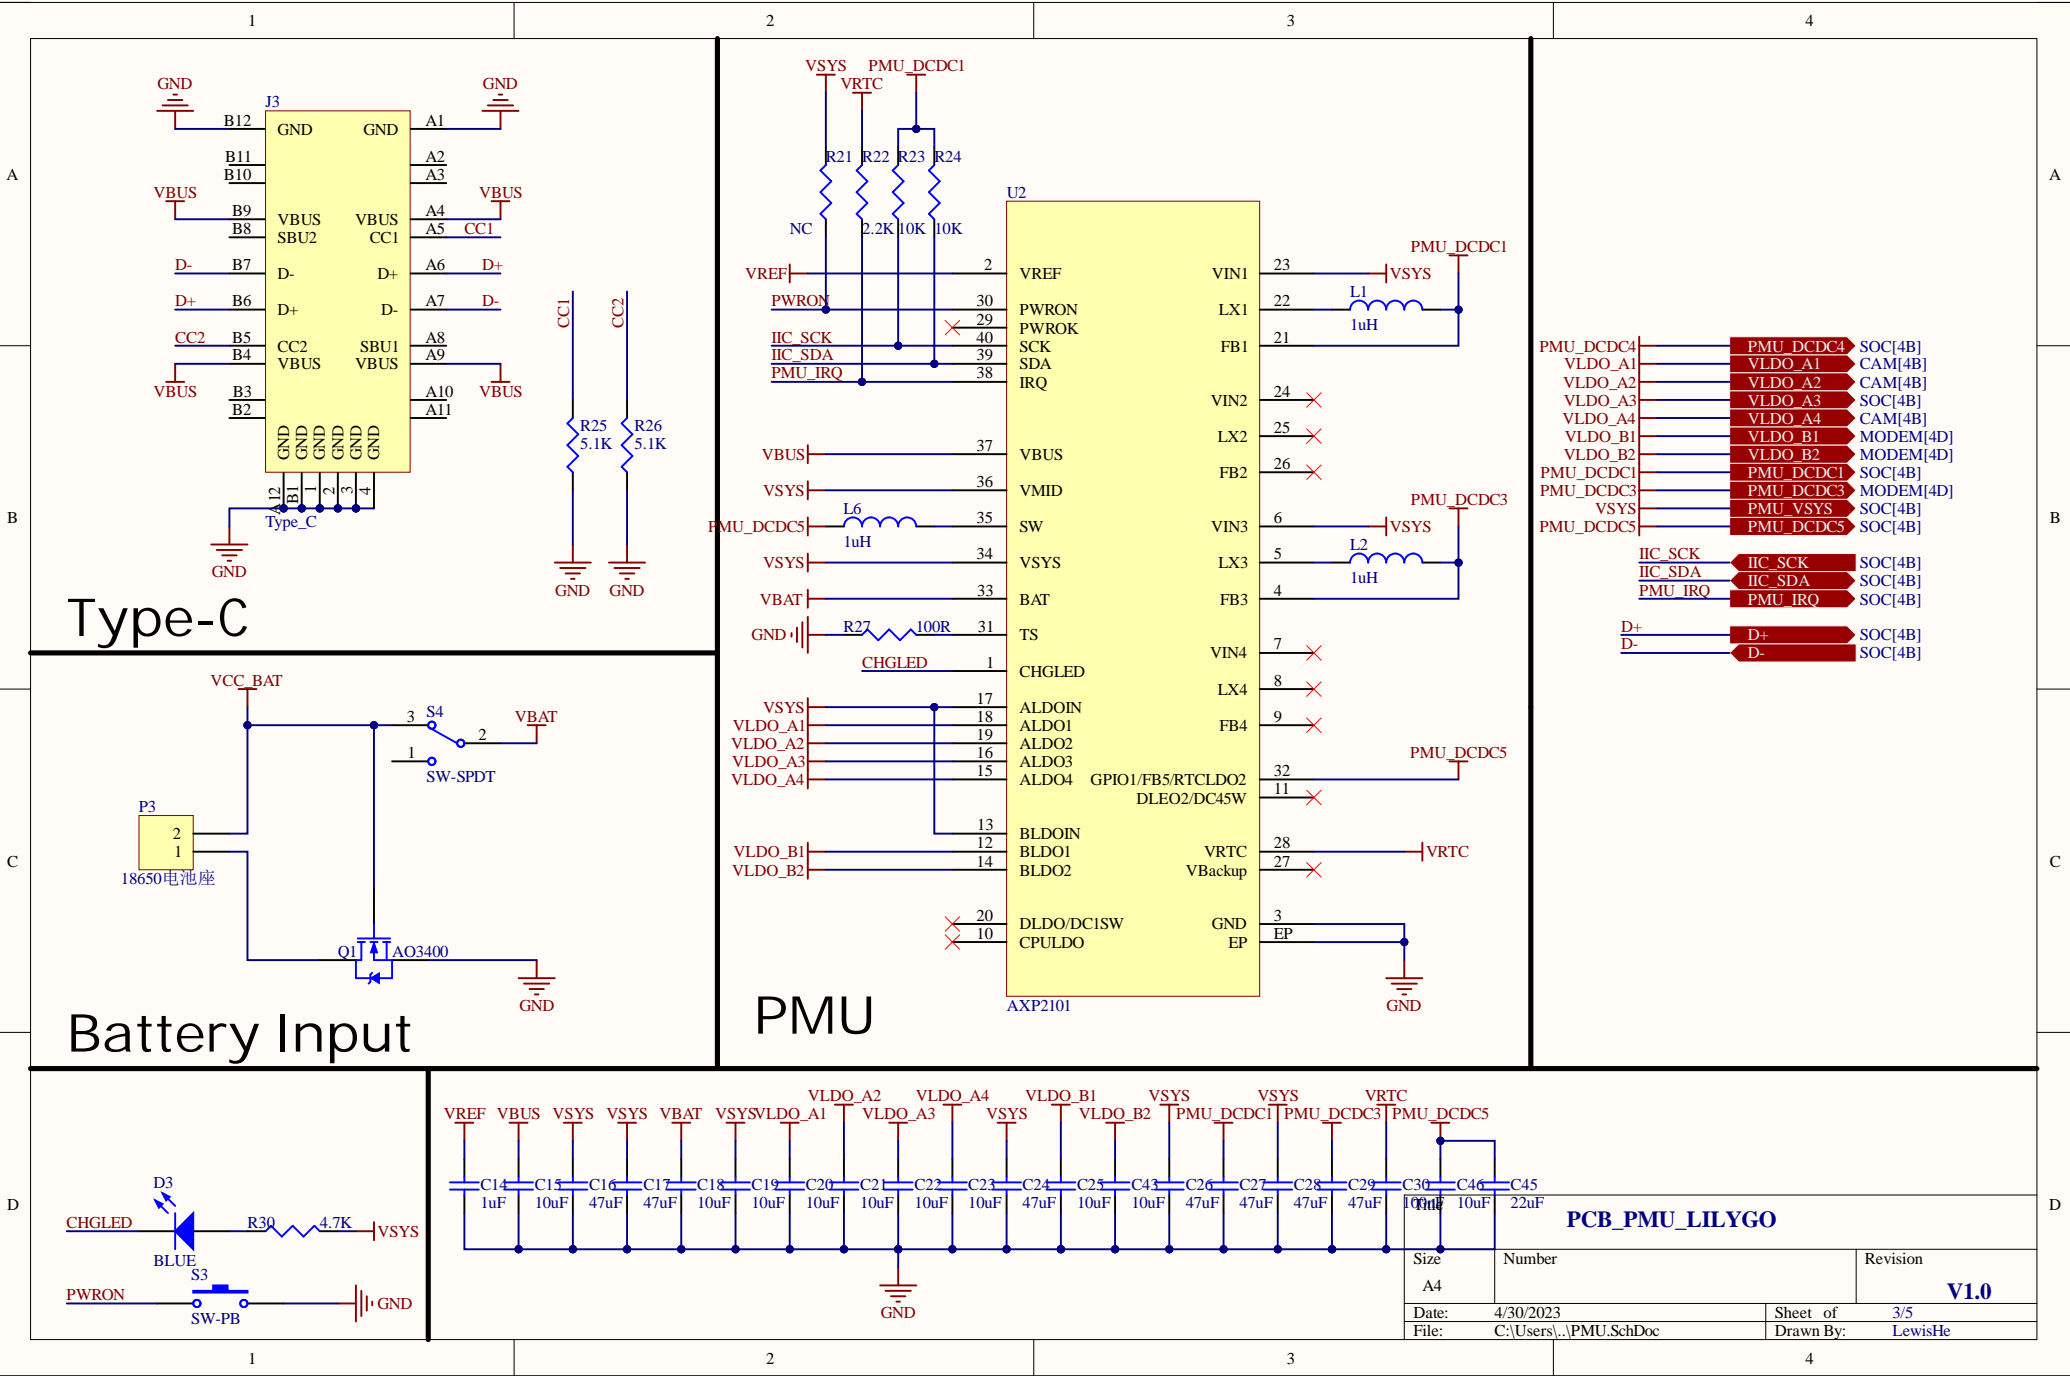 1 2 3 4
A A
B B
C C
D D
1 2 3 4
GND
GND
J3
B12 GND GND A1
B11 A2
B10 A3
VBUS
VBUS
B9 VBUS VBUS A4
B8 SBU2 CC1 A5 CC1
D- B7 D- D+ A6 D+
D+ B6 D+ D- A7 D-
CC2 B5 CC2 SBU1 A8
B4 VBUS VBUS A9
VBUS
VBUS
B3 A10
B2 A11
GND GND GND GND GND GND
A12 B1 1 2 3 4
Type_C
GND
CC1
CC2
R25
5.1K
R26
5.1K
GND GND
Type-C
VCC_BAT
3 S4
VBAT
2
1
SW-SPDT
P3
2
1
18650电池座
Q1 AO3400
GND
Battery Input
VSYS
VRTC
PMU_DCDC1
R21 R22 R23 R24
NC 2.2K 10K 10K
U2
VREF 2 VREF
PWRON 30 PWRON
29 PWROK
IIC_SCK 40 SCK
IIC_SDA 39 SDA
PMU_IRQ 38 IRQ
VBUS 37 VBUS
VSYS 36 VMID
PMU_DCDC5 L6 1uH 35 SW
VSYS 34 VSYS
VBAT 33 BAT
GND R27 100R 31 TS
CHGLED 1 CHGLED
VSYS 17 ALDOIN
VLDO_A1 18 ALDO1
VLDO_A2 19 ALDO2
VLDO_A3 16 ALDO3
VLDO_A4 15 ALDO4
13 BLDOIN
VLDO_B1 12 BLDO1
VLDO_B2 14 BLDO2
20 DLDO/DC1SW
10 CPULDO
VIN1 23 VSYS
PMU_DCDC1
LX1 22 L1 1uH
FB1 21
VIN2 24
LX2 25
FB2 26
PMU_DCDC3
VIN3 6 VSYS
LX3 5 L2 1uH
FB3 4
VIN4 7
LX4 8
FB4 9
PMU_DCDC5
GPIO1/FB5/RTCLDO2 32
DLEO2/DC45W 11
VRTC 28 VRTC
VBackup 27
GND 3
EP EP
GND
AXP2101
PMU
PMU_DCDC4 PMU_DCDC4 SOC[4B]
VLDO_A1 VLDO_A1 CAM[4B]
VLDO_A2 VLDO_A2 CAM[4B]
VLDO_A3 VLDO_A3 SOC[4B]
VLDO_A4 VLDO_A4 CAM[4B]
VLDO_B1 VLDO_B1 MODEM[4D]
VLDO_B2 VLDO_B2 MODEM[4D]
PMU_DCDC1 PMU_DCDC1 SOC[4B]
PMU_DCDC3 PMU_DCDC3 MODEM[4D]
VSYS PMU_VSYS SOC[4B]
PMU_DCDC5 PMU_DCDC5 SOC[4B]
IIC_SCK IIC_SCK SOC[4B]
IIC_SDA IIC_SDA SOC[4B]
PMU_IRQ PMU_IRQ SOC[4B]
D+ D+ SOC[4B]
D- D- SOC[4B]
D3
CHGLED R30 4.7K VSYS
BLUE
S3
PWRON GND
SW-PB
VLDO_A2 VLDO_A4 VLDO_B1 VSYS VSYS VRTC
VREF VBUS VSYS VSYS VBAT VSYS VLDO_A1 VLDO_A3 VSYS VLDO_B2 PMU_DCDC1 PMU_DCDC3 PMU_DCDC5
C14 C15 C16 C17 C18 C19 C20 C21 C22 C23 C24 C25 C43 C26 C27 C28 C29 C30 C46 C45
1uF 10uF 47uF 47uF 10uF 10uF 10uF 10uF 10uF 10uF 47uF 10uF 10uF 47uF 47uF 47uF 47uF 100uF 10uF 22uF
GND
Title
PCB_PMU_LILYGO
Size Number Revision
A4 V1.0
Date: 4/30/2023 Sheet of 3/5
File: C:\Users\..\PMU.SchDoc Drawn By: LewisHe